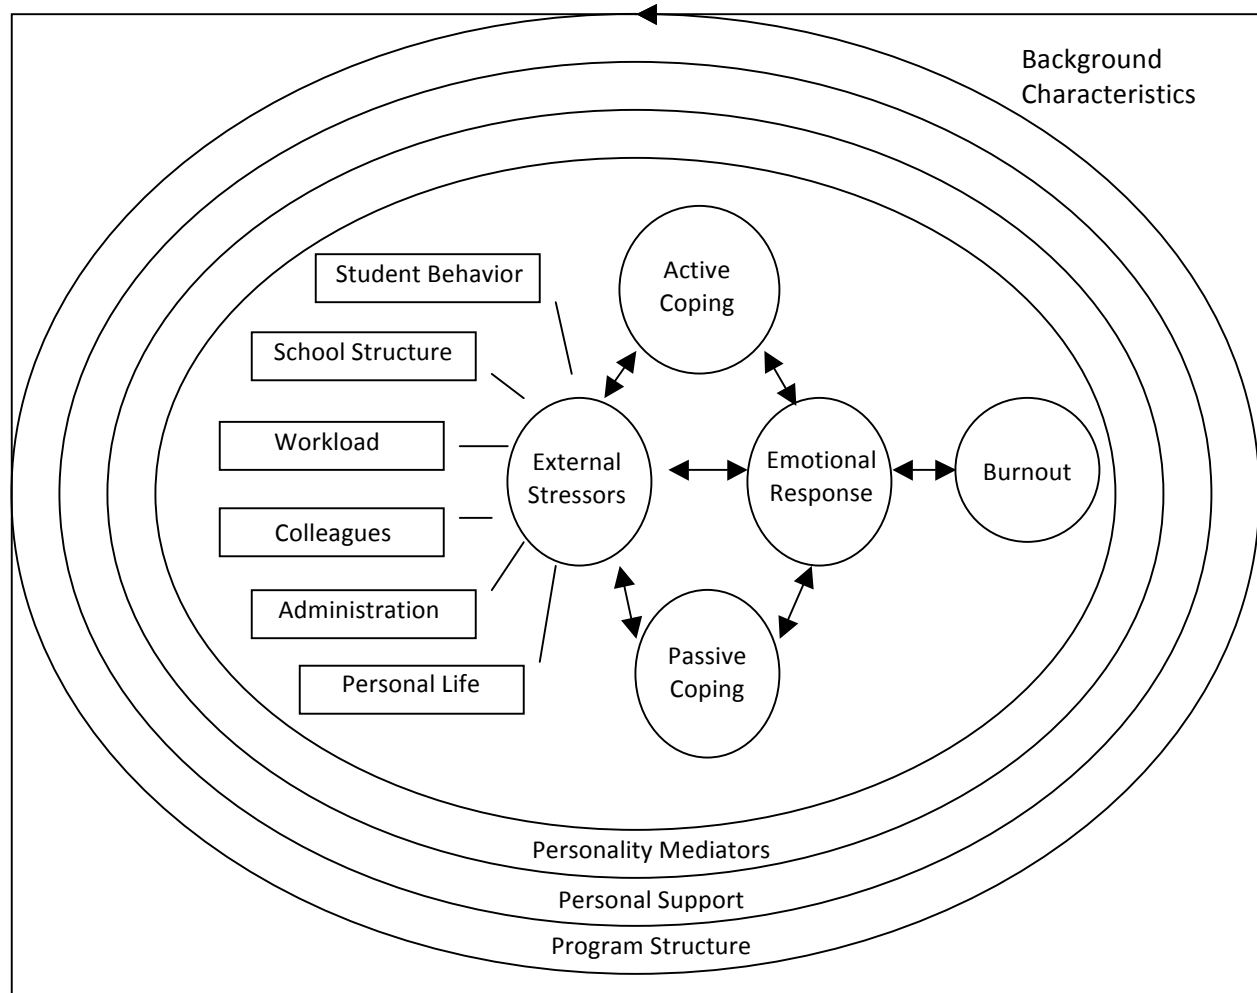 Background
Characteristics
Student Behavior
School Structure
Workload
Colleagues
Administration
Personal Life
Active
Coping
External
Stressors
Emotional
Response
Burnout
Passive
Coping
Personality Mediators
Personal Support
Program Structure